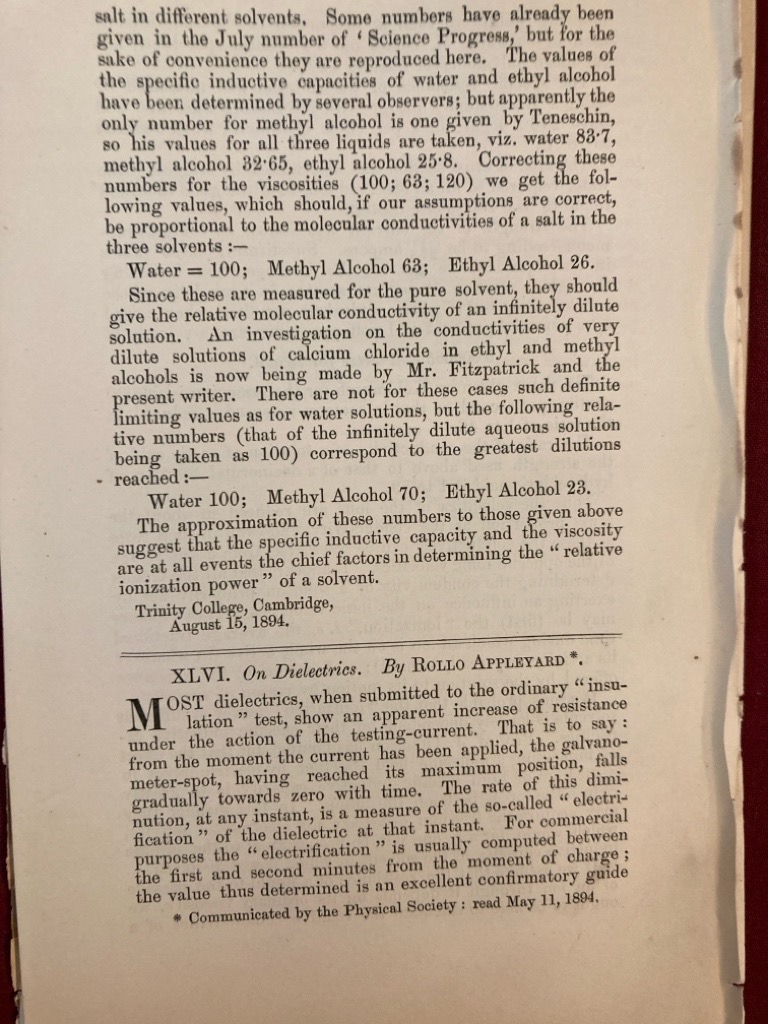 salt in different solvents. Some numbers have already been
given in the July number of ‘ Science Progress,’ but for the
sake of convenience they are reproduced here. The values of
the specific inductive capacities of water and ethyl alcohol
have been determined by several observers; but apparently the
only number for methyl alcohol is one given by Teneschin,
so his values for all three liquids are taken, viz. water 83·7,
methyl alcohol 32·65, ethyl alcohol 25·8. Correcting these
numbers for the viscosities (100; 63; 120) we get the fol-
lowing values, which should, if our assumptions are correct,
be proportional to the molecular conductivities of a salt in the
three solvents :—
Water = 100; Methyl Alcohol 63; Ethyl Alcohol 26.
Since these are measured for the pure solvent, they should
give the relative molecular conductivity of an infinitely dilute
solution. An investigation on the conductivities of very
dilute solutions of calcium chloride in ethyl and methyl
alcohols is now being made by Mr. Fitzpatrick and the
present writer. There are not for these cases such definite
limiting values as for water solutions, but the following rela-
tive numbers (that of the infinitely dilute aqueous solution
being taken as 100) correspond to the greatest dilutions
reached :—
Water 100; Methyl Alcohol 70; Ethyl Alcohol 23.
The approximation of these numbers to those given above
suggest that the specific inductive capacity and the viscosity
are at all events the chief factors in determining the “ relative
ionization power ” of a solvent.
Trinity College, Cambridge,
August 15, 1894.
XLVI. On Dielectrics. By ROLLO APPLEYARD *.
MOST dielectrics, when submitted to the ordinary “ insu-
lation ” test, show an apparent increase of resistance
under the action of the testing-current. That is to say :
from the moment the current has been applied, the galvano-
meter-spot, having reached its maximum position, falls
gradually towards zero with time. The rate of this dimi-
nution, at any instant, is a measure of the so-called “ electri-
fication ” of the dielectric at that instant. For commercial
purposes the “ electrification ” is usually computed between
the first and second minutes from the moment of charge ;
the value thus determined is an excellent confirmatory guide
* Communicated by the Physical Society : read May 11, 1894.